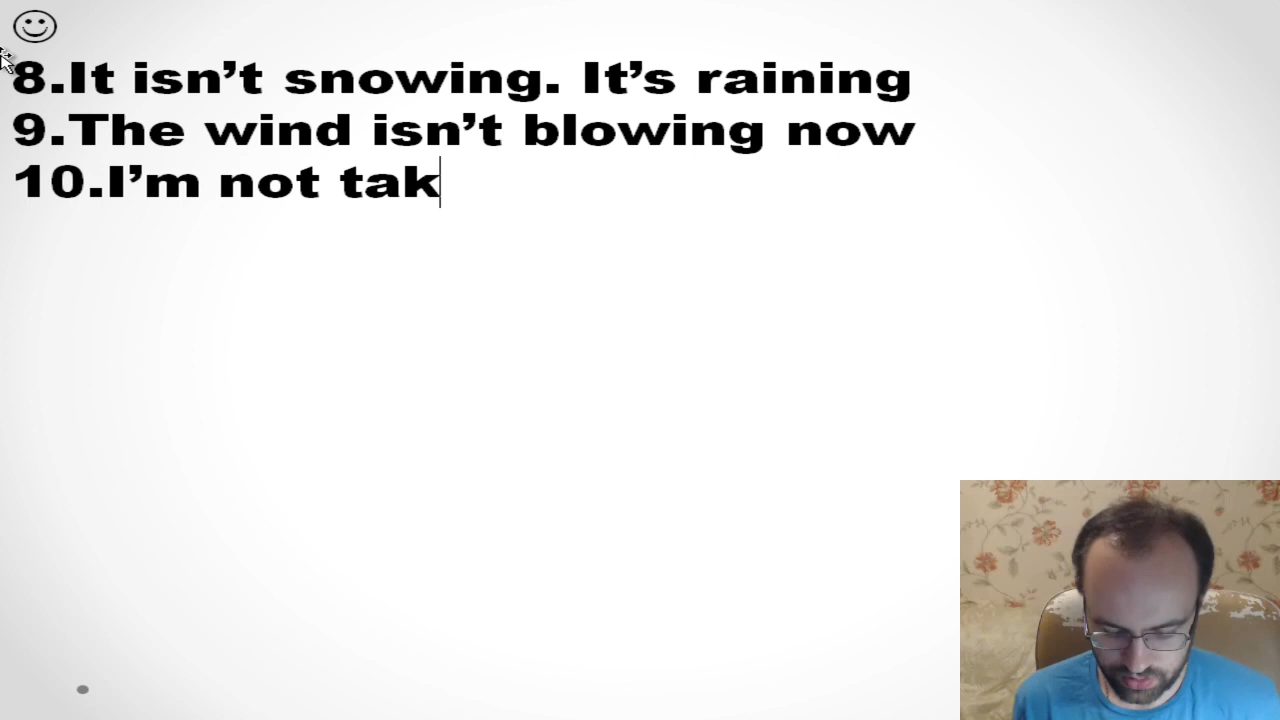 8.It isn’t snowing. It’s raining
9.The wind isn’t blowing now
10.I’m not tak